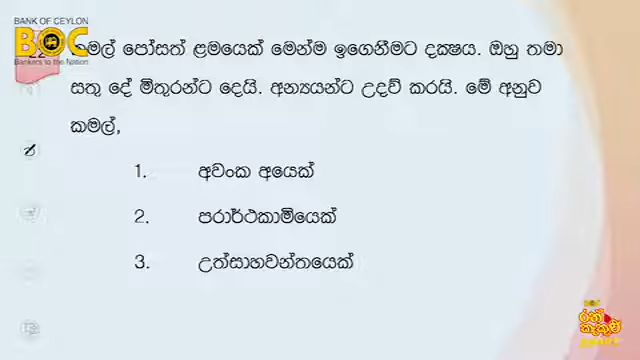 BANK OF CEYLON
BOC
Bankers to the Nation
කමල් පෝසත් ළමයෙක් මෙන්ම ඉගෙනීමට දක්ෂය. ඔහු තමා
සතු දේ මිතුරන්ට දෙයි. අන්‍යයන්ට උදව් කරයි. මේ අනුව
කමල්,
1. අවංක අයෙක්
2. පරාර්ථකාමියෙක්
3. උත්සාහවන්තයෙක්